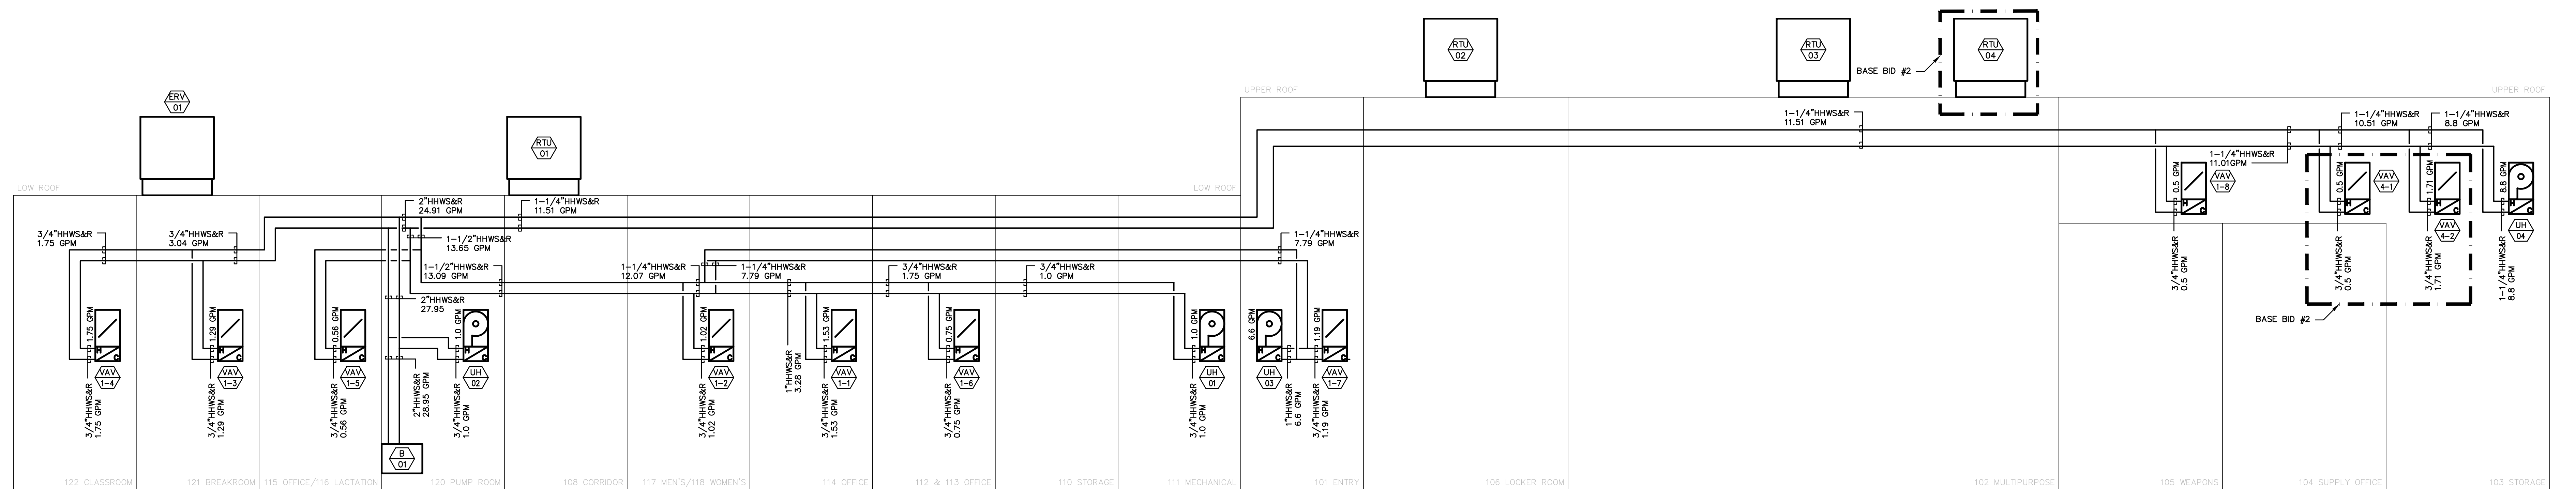 RTU
02
RTU
03
RTU
04
BASE BID #2
ERV
01
RTU
01
UPPER ROOF
UPPER ROOF
1-1/4"HHWS&R
11.51 GPM
1-1/4"HHWS&R
10.51 GPM
1-1/4"HHWS&R
8.8 GPM
1-1/4"HHWS&R
11.01GPM
0.5 GPM
VAV
1-8
0.5 GPM
VAV
4-1
1.71 GPM
VAV
4-2
8.8 GPM
UH
04
3/4"HHWS&R
0.5 GPM
3/4"HHWS&R
0.5 GPM
3/4"HHWS&R
1.71 GPM
1-1/4"HHWS&R
8.8 GPM
BASE BID #2
LOW ROOF
LOW ROOF
2"HHWS&R
24.91 GPM
1-1/4"HHWS&R
11.51 GPM
3/4"HHWS&R
1.75 GPM
3/4"HHWS&R
3.04 GPM
1-1/2"HHWS&R
13.65 GPM
1-1/4"HHWS&R
7.79 GPM
1-1/2"HHWS&R
13.09 GPM
1-1/4"HHWS&R
12.07 GPM
1-1/4"HHWS&R
7.79 GPM
3/4"HHWS&R
1.75 GPM
3/4"HHWS&R
1.0 GPM
2"HHWS&R
27.95
1.75 GPM
VAV
1-4
1.29 GPM
VAV
1-3
0.56 GPM
VAV
1-5
1.0 GPM
UH
02
1.02 GPM
VAV
1-2
1.53 GPM
VAV
1-1
0.75 GPM
VAV
1-6
1.0 GPM
UH
01
6.6 GPM
UH
03
1.19 GPM
VAV
1-7
3/4"HHWS&R
1.75 GPM
3/4"HHWS&R
1.29 GPM
3/4"HHWS&R
0.56 GPM
2"HHWS&R
28.95 GPM
3/4"HHWS&R
1.0 GPM
3/4"HHWS&R
1.02 GPM
1"HHWS&R
3.28 GPM
3/4"HHWS&R
1.53 GPM
3/4"HHWS&R
0.75 GPM
3/4"HHWS&R
1.0 GPM
1"HHWS&R
6.6 GPM
3/4"HHWS&R
1.19 GPM
H C
H C
H C
H C
H C
H C
H C
H C
H C
H C
H C
H C
H C
H C
B
01
122 CLASSROOM
121 BREAKROOM
115 OFFICE/116 LACTATION
120 PUMP ROOM
108 CORRIDOR
117 MEN'S/118 WOMEN'S
114 OFFICE
112 & 113 OFFICE
110 STORAGE
111 MECHANICAL
101 ENTRY
106 LOCKER ROOM
102 MULTIPURPOSE
105 WEAPONS
104 SUPPLY OFFICE
103 STORAGE